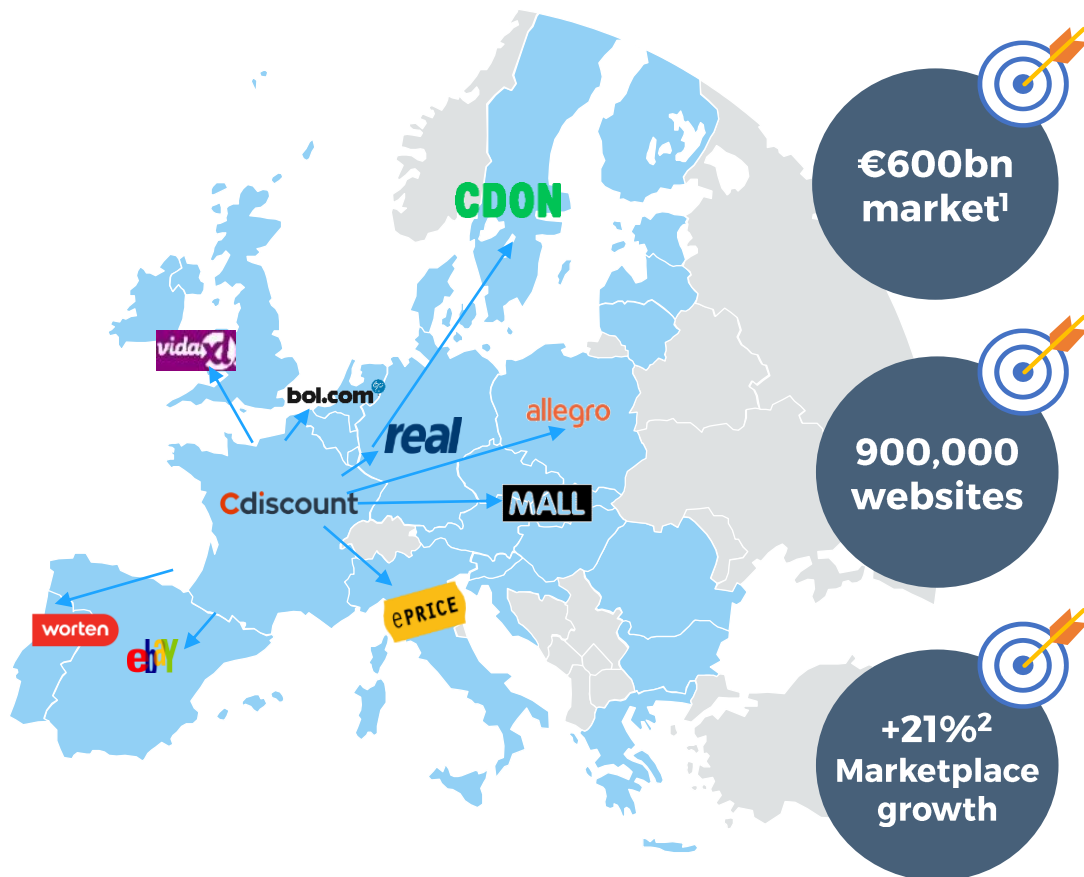 CDON
vidaXL
bol.com
real
allegro
Cdiscount
MALL
ePRICE
worten
ebay
€600bn
market¹
900,000
websites
+21%²
Marketplace
growth